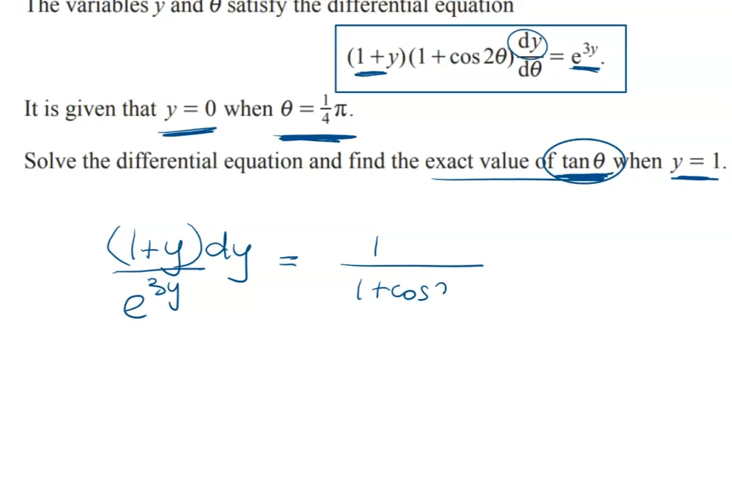 The variables y and θ satisfy the differential equation
(1 + y)(1 + cos 2θ) dy/dθ = e^{3y}.
It is given that y = 0 when θ = 1/4 π.
Solve the differential equation and find the exact value of tan θ when y = 1.
(1+y)/e^{3y} dy = 1/(1+cos2